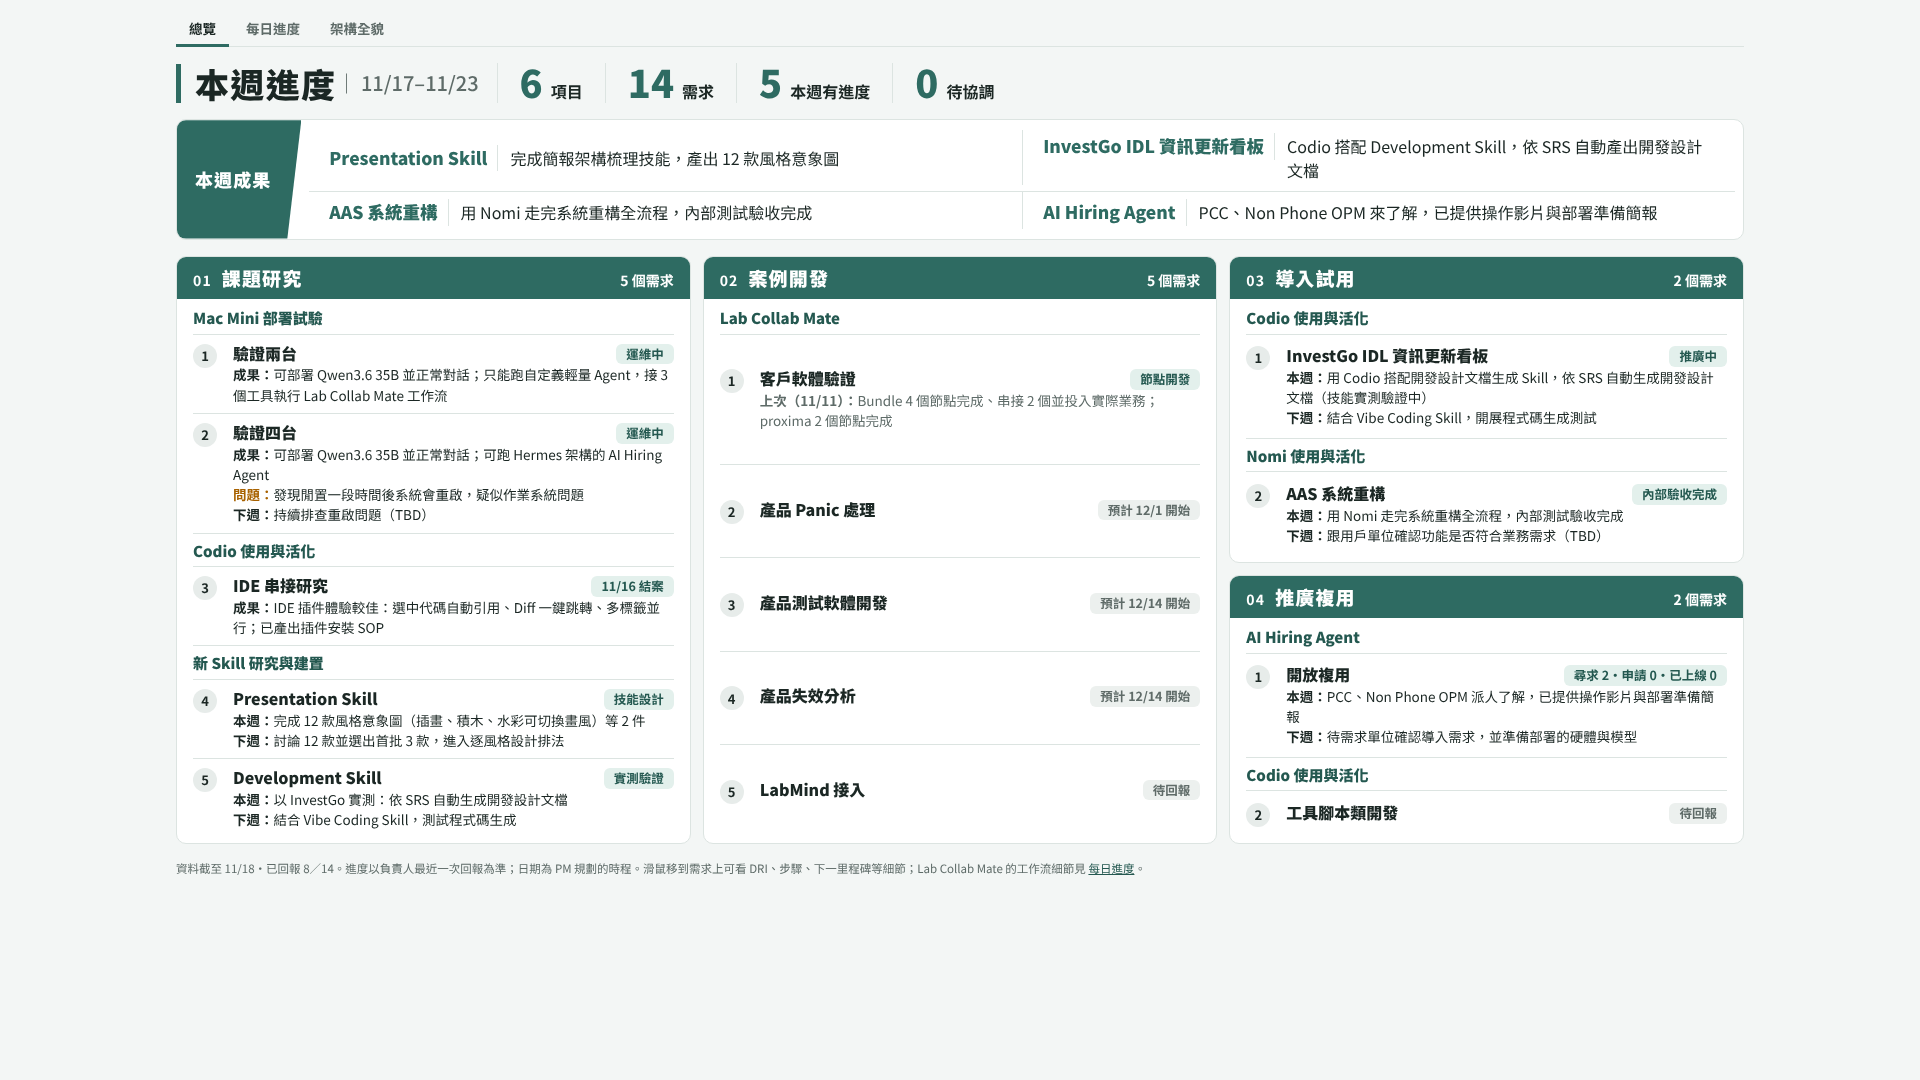 總覽 每日進度 架構全貌
本週進度 11/17–11/23 6 項目 14 需求 5 本週有進度 0 待協調
本週成果
Presentation Skill 完成簡報架構梳理技能，產出 12 款風格意象圖
InvestGo IDL 資訊更新看板 Codio 搭配 Development Skill，依 SRS 自動產出開發設計
文檔
AAS 系統重構 用 Nomi 走完系統重構全流程，內部測試驗收完成
AI Hiring Agent PCC、Non Phone OPM 來了解，已提供操作影片與部署準備簡報
01 課題研究 5 個需求
Mac Mini 部署試驗
1 驗證兩台 運維中
成果：可部署 Qwen3.6 35B 並正常對話；只能跑自定義輕量 Agent，接 3
個工具執行 Lab Collab Mate 工作流
2 驗證四台 運維中
成果：可部署 Qwen3.6 35B 並正常對話；可跑 Hermes 架構的 AI Hiring
Agent
問題：發現閒置一段時間後系統會重啟，疑似作業系統問題
下週：持續排查重啟問題（TBD）
Codio 使用與活化
3 IDE 串接研究 11/16 結案
成果：IDE 插件體驗較佳：選中代碼自動引用、Diff 一鍵跳轉、多標籤並
行；已產出插件安裝 SOP
新 Skill 研究與建置
4 Presentation Skill 技能設計
本週：完成 12 款風格意象圖（插畫、積木、水彩可切換畫風）等 2 件
下週：討論 12 款並選出首批 3 款，進入逐風格設計排法
5 Development Skill 實測驗證
本週：以 InvestGo 實測：依 SRS 自動生成開發設計文檔
下週：結合 Vibe Coding Skill，測試程式碼生成
02 案例開發 5 個需求
Lab Collab Mate
1 客戶軟體驗證 節點開發
上次（11/11）：Bundle 4 個節點完成、串接 2 個並投入實際業務；
proxima 2 個節點完成
2 產品 Panic 處理 預計 12/1 開始
3 產品測試軟體開發 預計 12/14 開始
4 產品失效分析 預計 12/14 開始
5 LabMind 接入 待回報
03 導入試用 2 個需求
Codio 使用與活化
1 InvestGo IDL 資訊更新看板 推廣中
本週：用 Codio 搭配開發設計文檔生成 Skill，依 SRS 自動生成開發設計
文檔（技能實測驗證中）
下週：結合 Vibe Coding Skill，開展程式碼生成測試
Nomi 使用與活化
2 AAS 系統重構 內部驗收完成
本週：用 Nomi 走完系統重構全流程，內部測試驗收完成
下週：跟用戶單位確認功能是否符合業務需求（TBD）
04 推廣複用 2 個需求
AI Hiring Agent
1 開放複用 尋求 2・申請 0・已上線 0
本週：PCC、Non Phone OPM 派人了解，已提供操作影片與部署準備簡
報
下週：待需求單位確認導入需求，並準備部署的硬體與模型
Codio 使用與活化
2 工具腳本類開發 待回報
資料截至 11/18・已回報 8／14。進度以負責人最近一次回報為準；日期為 PM 規劃的時程。滑鼠移到需求上可看 DRI、步驟、下一里程碑等細節；Lab Collab Mate 的工作流細節見 每日進度。